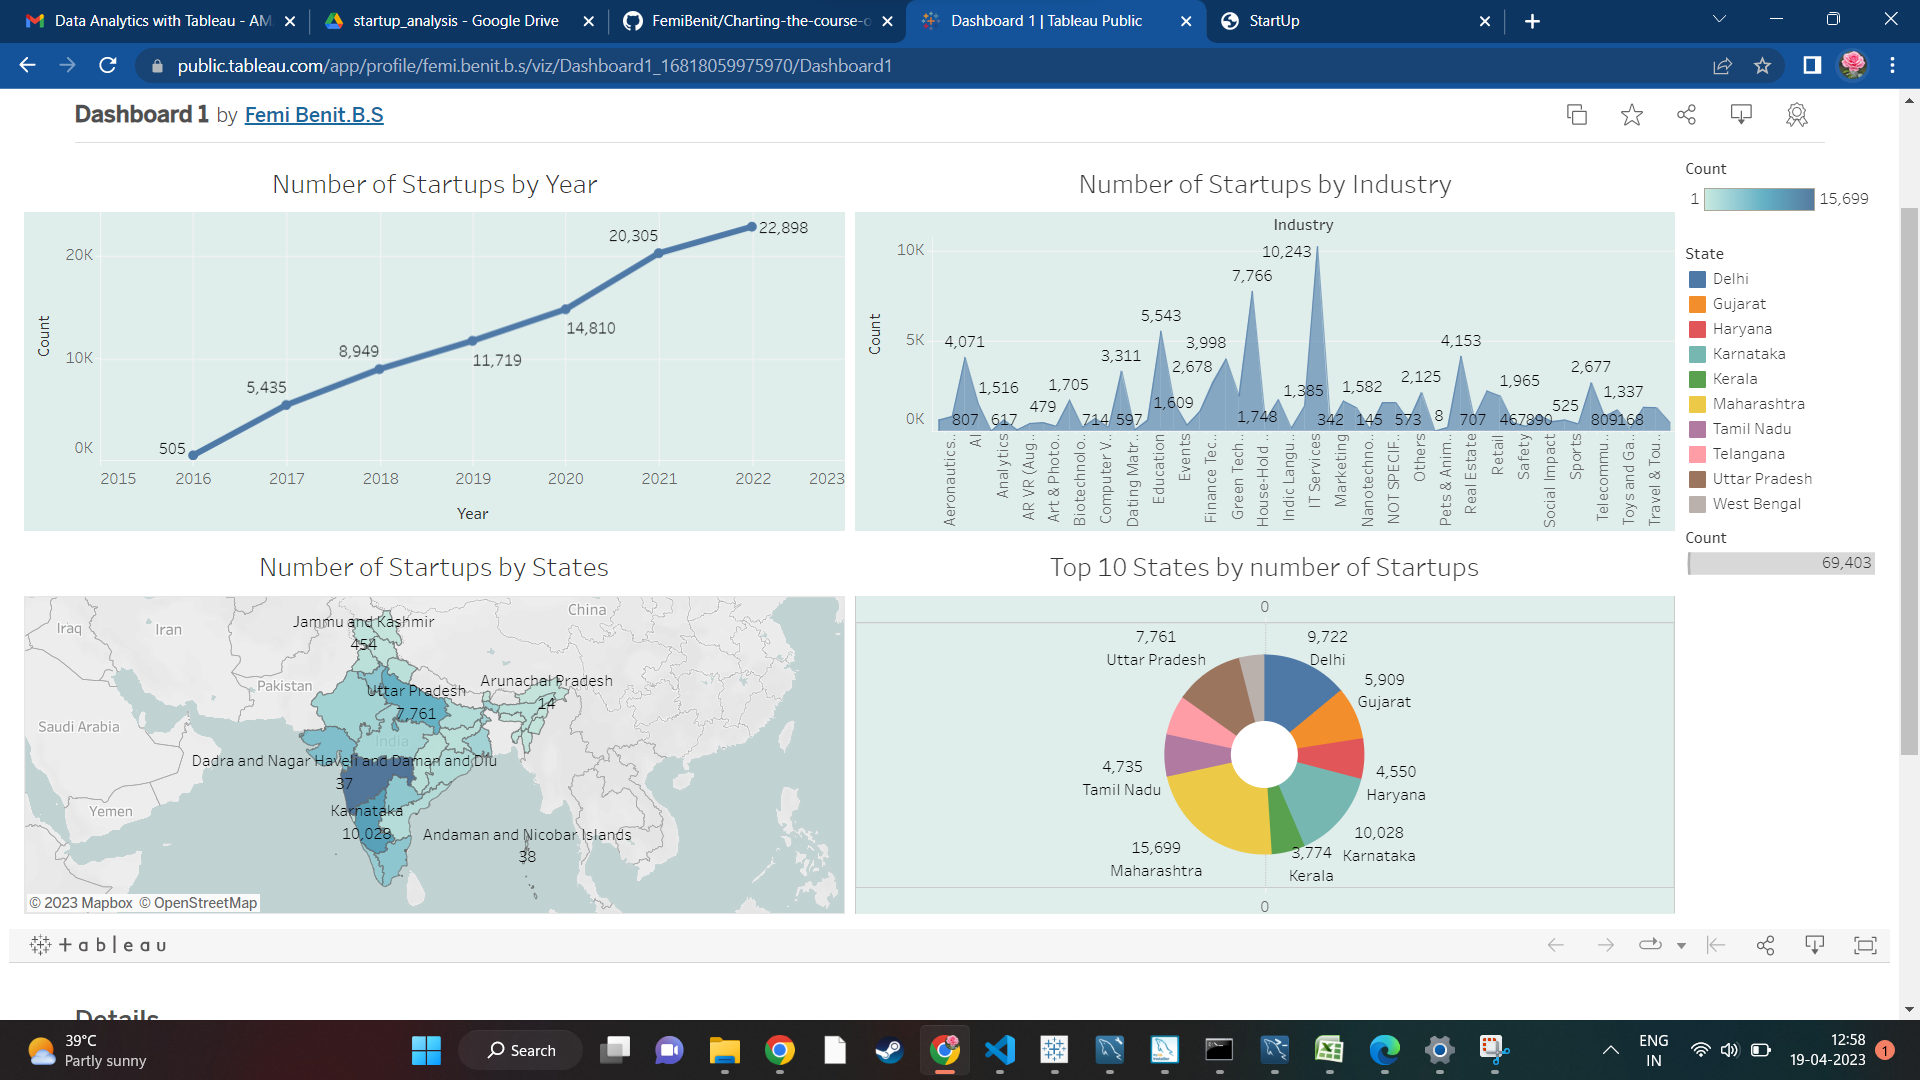 Data Analytics with Tableau - AM
startup_analysis - Google Drive
FemiBenit/Charting-the-course-o
Dashboard 1 | Tableau Public
StartUp
public.tableau.com/app/profile/femi.benit.b.s/viz/Dashboard1_16818059975970/Dashboard1
Dashboard 1 by Femi Benit.B.S
Number of Startups by Year
20K
10K
0K
Count
505
5,435
8,949
11,719
14,810
20,305
22,898
2015 2016 2017 2018 2019 2020 2021 2022 2023
Year
Number of Startups by Industry
Industry
10K
5K
0K
Count
10,243
7,766
5,543
4,071
3,311
3,998
4,153
1,516
1,705
2,678
2,125
1,965
2,677
479
1,609
1,385
1,582
525
1,337
807
617
714
597
1,748
342
145
573
8
707
467
890
809
168
Aeronautics..
AI
Analytics
AR VR (Aug..
Art & Photo..
Biotechnolo..
Computer V..
Dating Matr..
Education
Events
Finance Tec..
Green Tech..
House-Hold ..
Indic Langu..
IT Services
Marketing
Nanotechno..
NOT SPECIF..
Others
Pets & Anim..
Real Estate
Retail
Safety
Social Impact
Sports
Telecommu..
Toys and Ga..
Travel & Tou..
Count
1 15,699
State
Delhi
Gujarat
Haryana
Karnataka
Kerala
Maharashtra
Tamil Nadu
Telangana
Uttar Pradesh
West Bengal
Count
69,403
Number of Startups by States
China
Iraq
Iran
Jammu and Kashmir
454
Pakistan
Uttar Pradesh
7,761
Arunachal Pradesh
14
Saudi Arabia
India
Dadra and Nagar Haveli and Daman and Diu
37
Yemen
Karnataka
10,028
Andaman and Nicobar Islands
38
© 2023 Mapbox © OpenStreetMap
Top 10 States by number of Startups
0
7,761
Uttar Pradesh
9,722
Delhi
5,909
Gujarat
4,735
Tamil Nadu
4,550
Haryana
15,699
Maharashtra
3,774
Kerala
10,028
Karnataka
0
+ a b | e a u
Details
39°C
Partly sunny
Search
ENG
IN
12:58
19-04-2023
1